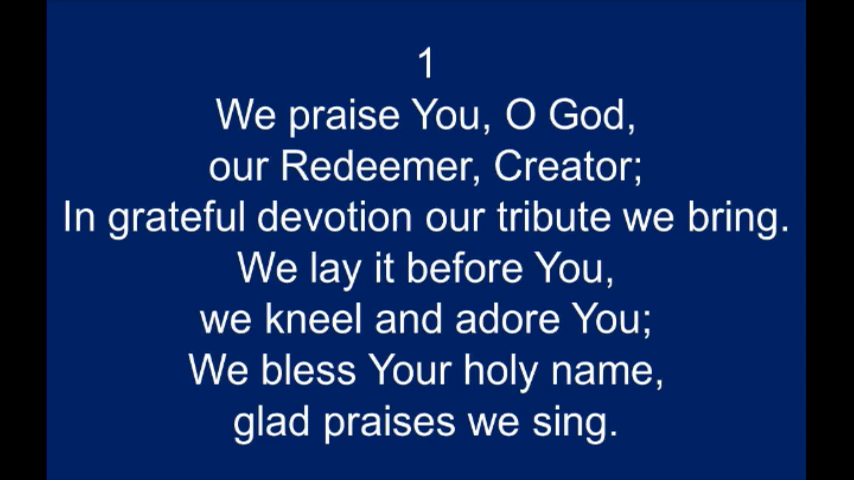 1
We praise You, O God,
our Redeemer, Creator;
In grateful devotion our tribute we bring.
We lay it before You,
we kneel and adore You;
We bless Your holy name,
glad praises we sing.